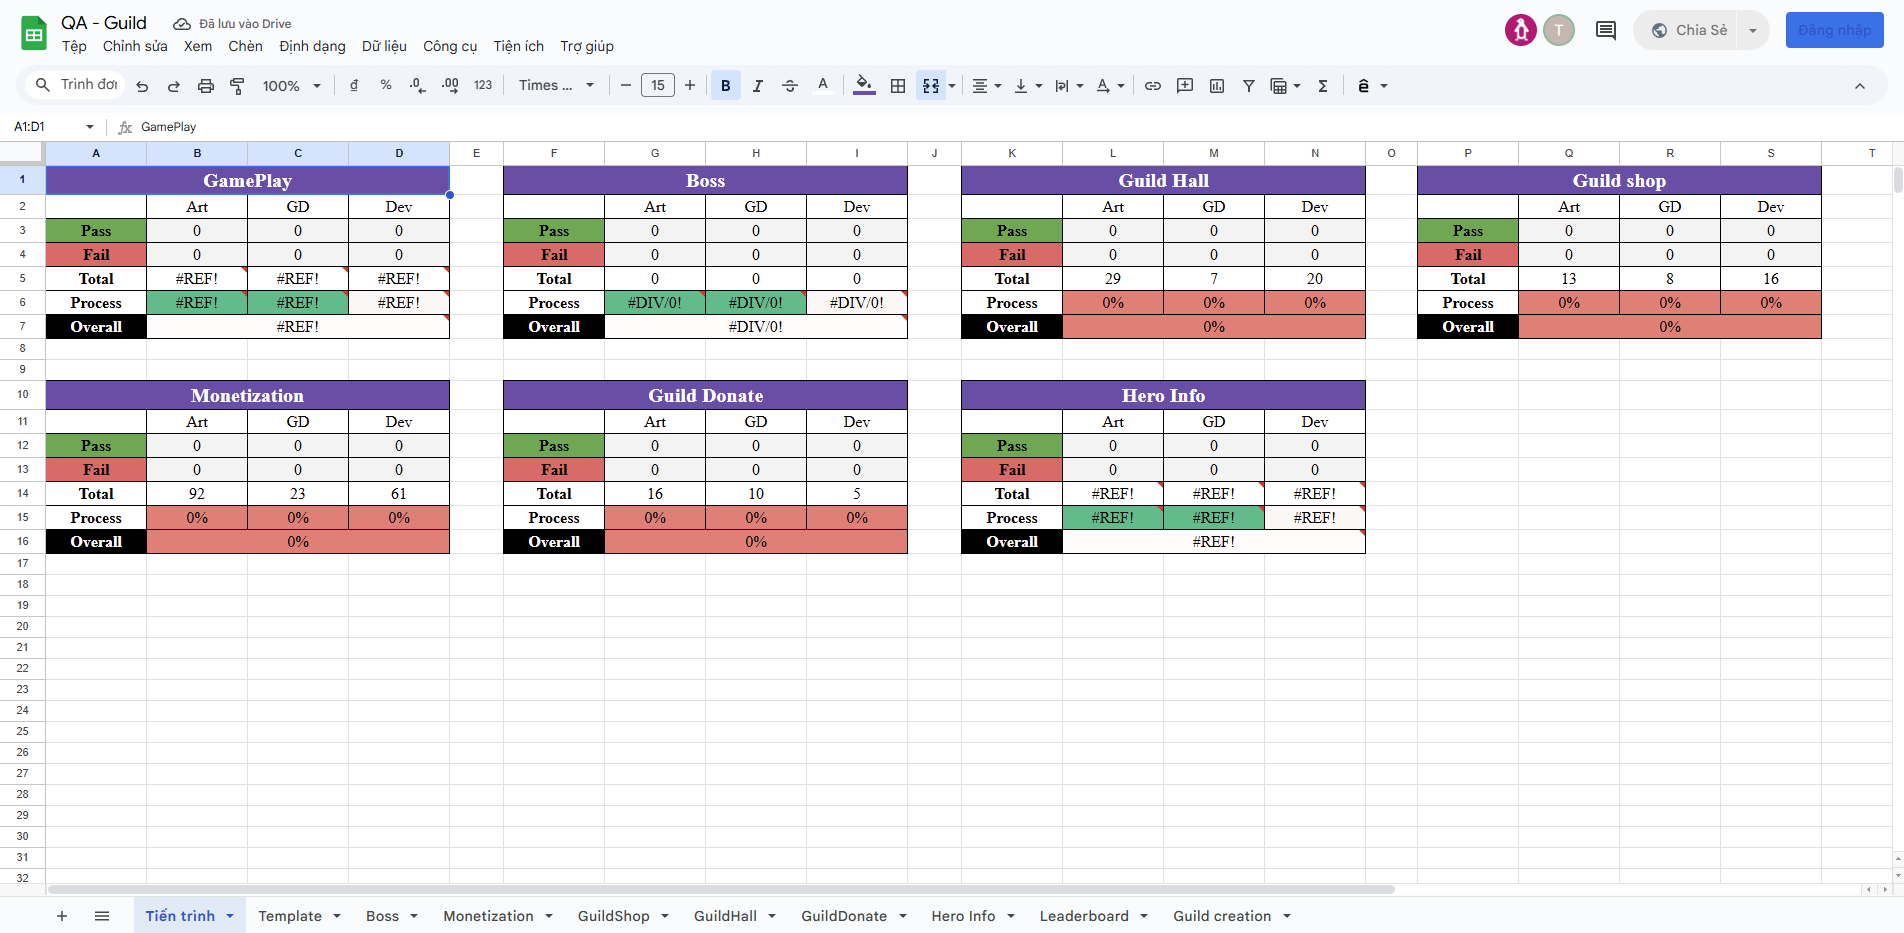 QA - Guild Đã lưu vào Drive
Tệp Chỉnh sửa Xem Chèn Định dạng Dữ liệu Công cụ Tiện ích Trợ giúp
T Chia Sẻ Đăng nhập
100% đ % .0 .00 123 Times ... 15 B I A Σ
A1:D1 fx GamePlay
A B C D E F G H I J K L M N O P Q R S T
1 GamePlay Boss Guild Hall Guild shop
2 Art GD Dev Art GD Dev Art GD Dev Art GD Dev
3 Pass 0 0 0 Pass 0 0 0 Pass 0 0 0 Pass 0 0 0
4 Fail 0 0 0 Fail 0 0 0 Fail 0 0 0 Fail 0 0 0
5 Total #REF! #REF! #REF! Total 0 0 0 Total 29 7 20 Total 13 8 16
6 Process #REF! #REF! #REF! Process #DIV/0! #DIV/0! #DIV/0! Process 0% 0% 0% Process 0% 0% 0%
7 Overall #REF! Overall #DIV/0! Overall 0% Overall 0%
8
9
10 Monetization Guild Donate Hero Info
11 Art GD Dev Art GD Dev Art GD Dev
12 Pass 0 0 0 Pass 0 0 0 Pass 0 0 0
13 Fail 0 0 0 Fail 0 0 0 Fail 0 0 0
14 Total 92 23 61 Total 16 10 5 Total #REF! #REF! #REF!
15 Process 0% 0% 0% Process 0% 0% 0% Process #REF! #REF! #REF!
16 Overall 0% Overall 0% Overall #REF!
17
18
19
20
21
22
23
24
25
26
27
28
29
30
31
32
Tiến trình Template Boss Monetization GuildShop GuildHall GuildDonate Hero Info Leaderboard Guild creation